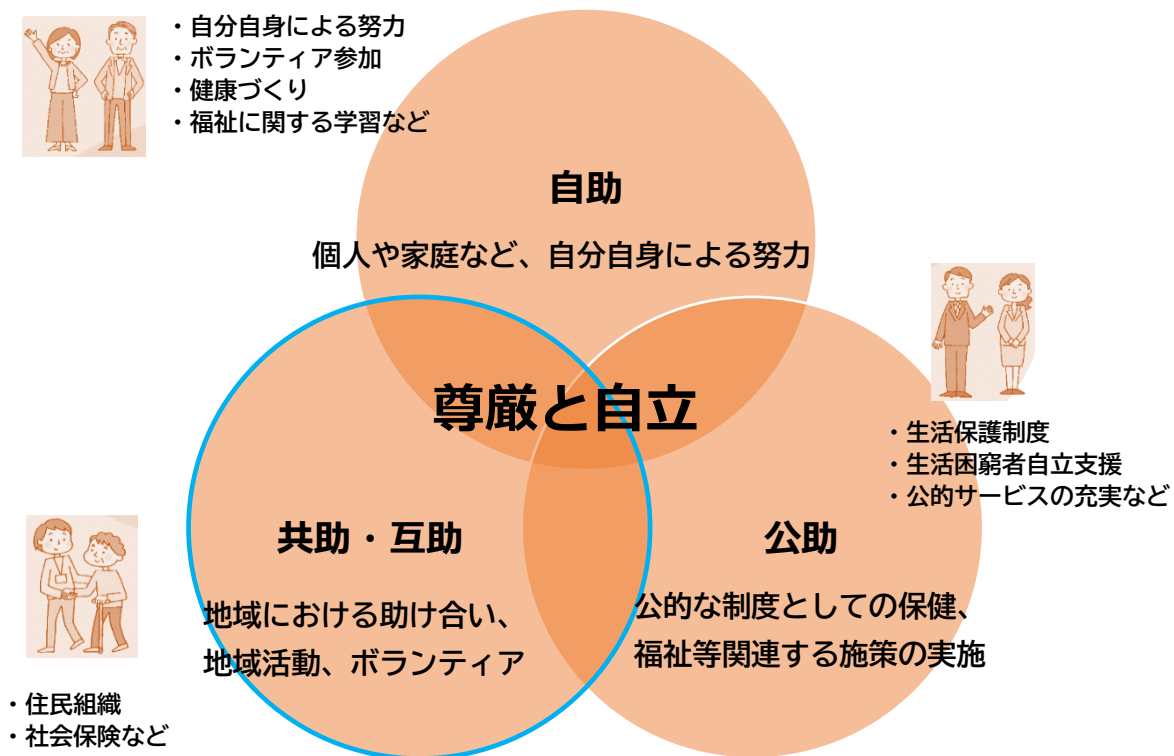 ・自分自身による努力
・ボランティア参加
・健康づくり
・福祉に関する学習など
自助
個人や家庭など、自分自身による努力
尊厳と自立
・生活保護制度
・生活困窮者自立支援
・公的サービスの充実など
共助・互助
地域における助け合い、
地域活動、ボランティア
公助
公的な制度としての保健、
福祉等関連する施策の実施
・住民組織
・社会保険など